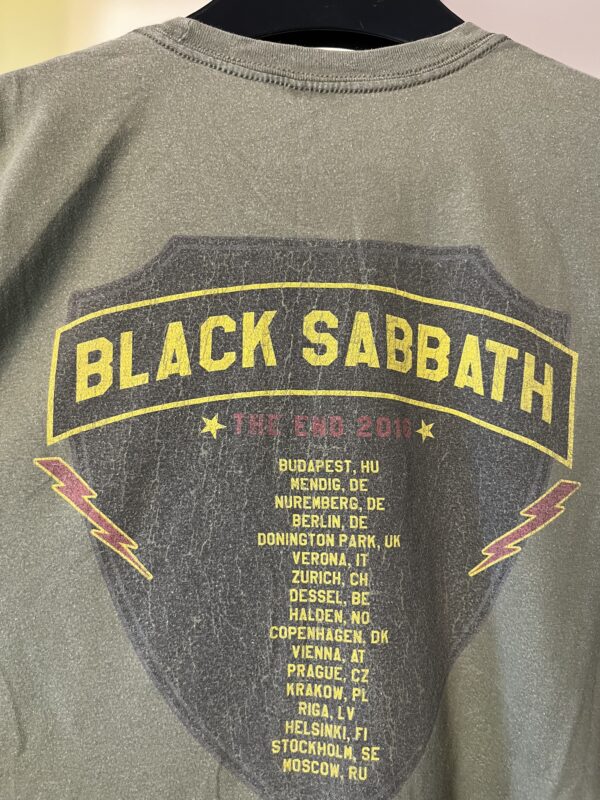 BLACK SABBATH
THE END 2016
BUDAPEST, HU
MENDIG, DE
NUREMBERG, DE
BERLIN, DE
DONINGTON PARK, UK
VERONA, IT
ZURICH, CH
DESSEL, BE
HALDEN, NO
COPENHAGEN, DK
VIENNA, AT
PRAGUE, CZ
KRAKOW, PL
RIGA, LV
HELSINKI, FI
STOCKHOLM, SE
MOSCOW, RU